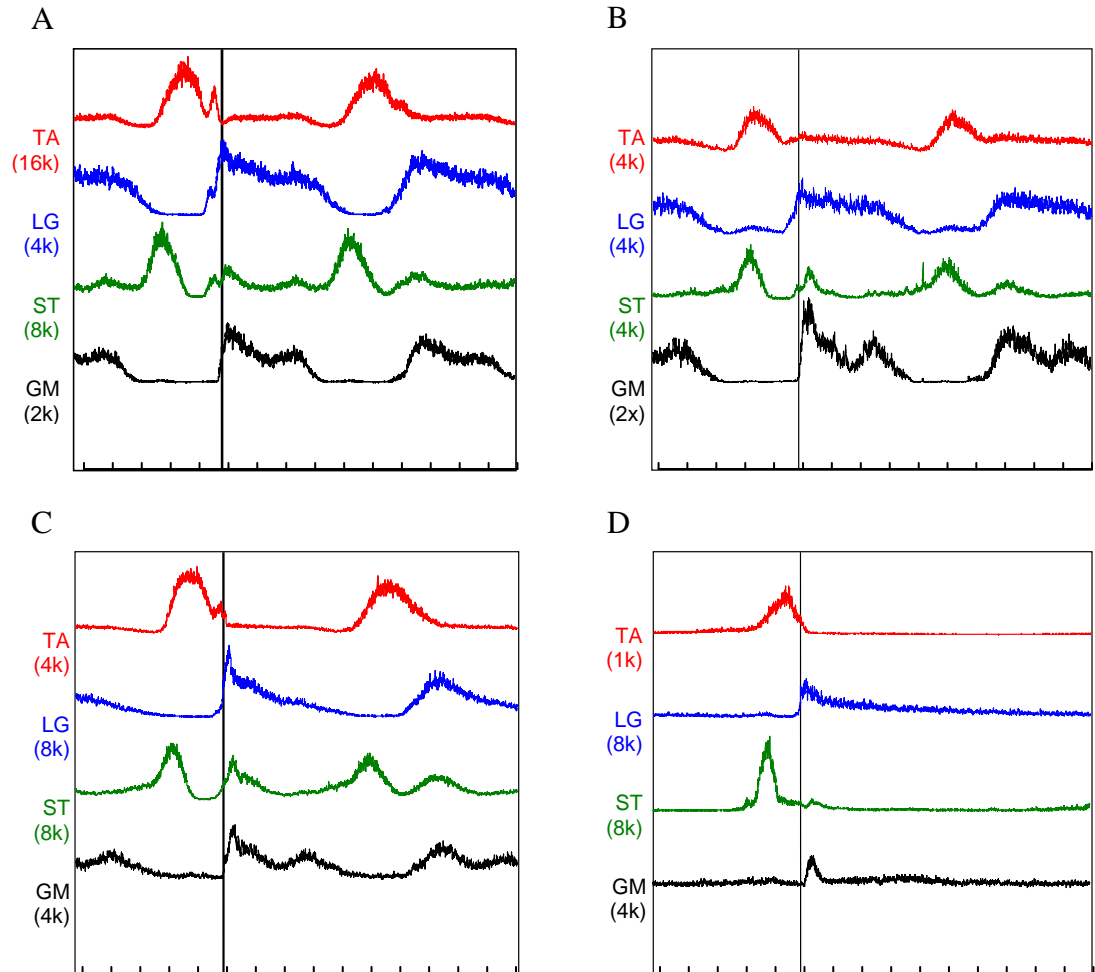 A
TA
(16k)
LG
(4k)
ST
(8k)
GM
(2k)
B
TA
(4k)
LG
(4k)
ST
(4k)
GM
(2x)
C
TA
(4k)
LG
(8k)
ST
(8k)
GM
(4k)
D
TA
(1k)
LG
(8k)
ST
(8k)
GM
(4k)